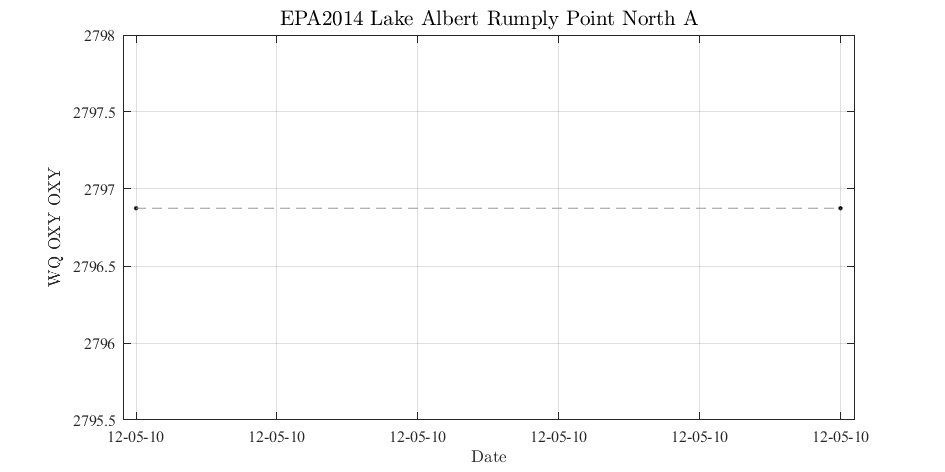 EPA2014 Lake Albert Rumply Point North A
2798
2797.5
2797
2796.5
2796
2795.5
WQ OXY OXY
12-05-10 12-05-10 12-05-10 12-05-10 12-05-10 12-05-10
Date